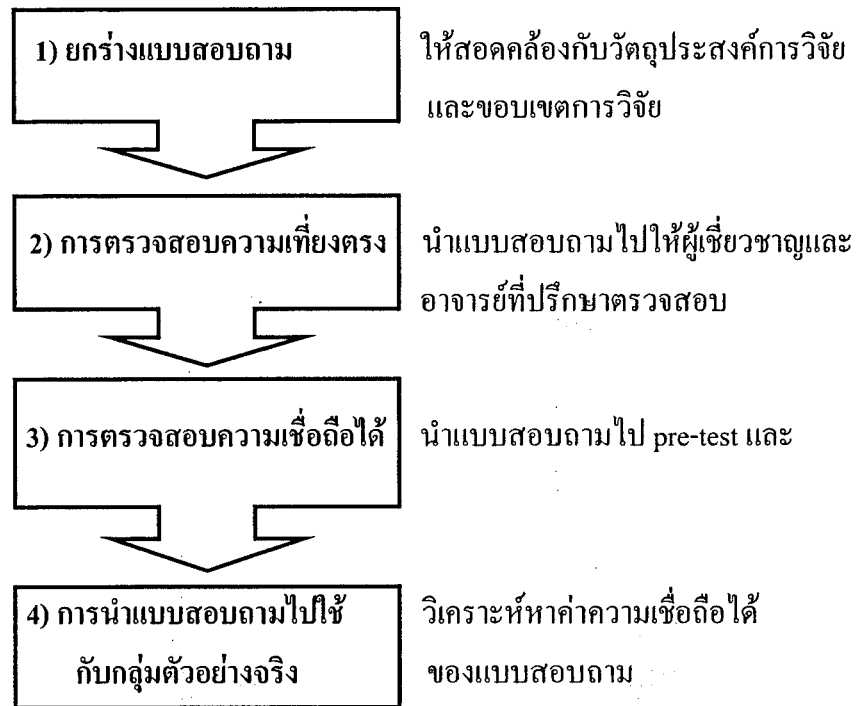 1) ยกร่างแบบสอบถาม
ให้สอดคล้องกับวัตถุประสงค์การวิจัย
และขอบเขตการวิจัย
2) การตรวจสอบความเที่ยงตรง
นำแบบสอบถามไปให้ผู้เชี่ยวชาญและ
อาจารย์ที่ปรึกษาตรวจสอบ
3) การตรวจสอบความเชื่อถือได้
นำแบบสอบถามไป pre-test และ
4) การนำแบบสอบถามไปใช้
กับกลุ่มตัวอย่างจริง
วิเคราะห์หาค่าความเชื่อถือได้
ของแบบสอบถาม